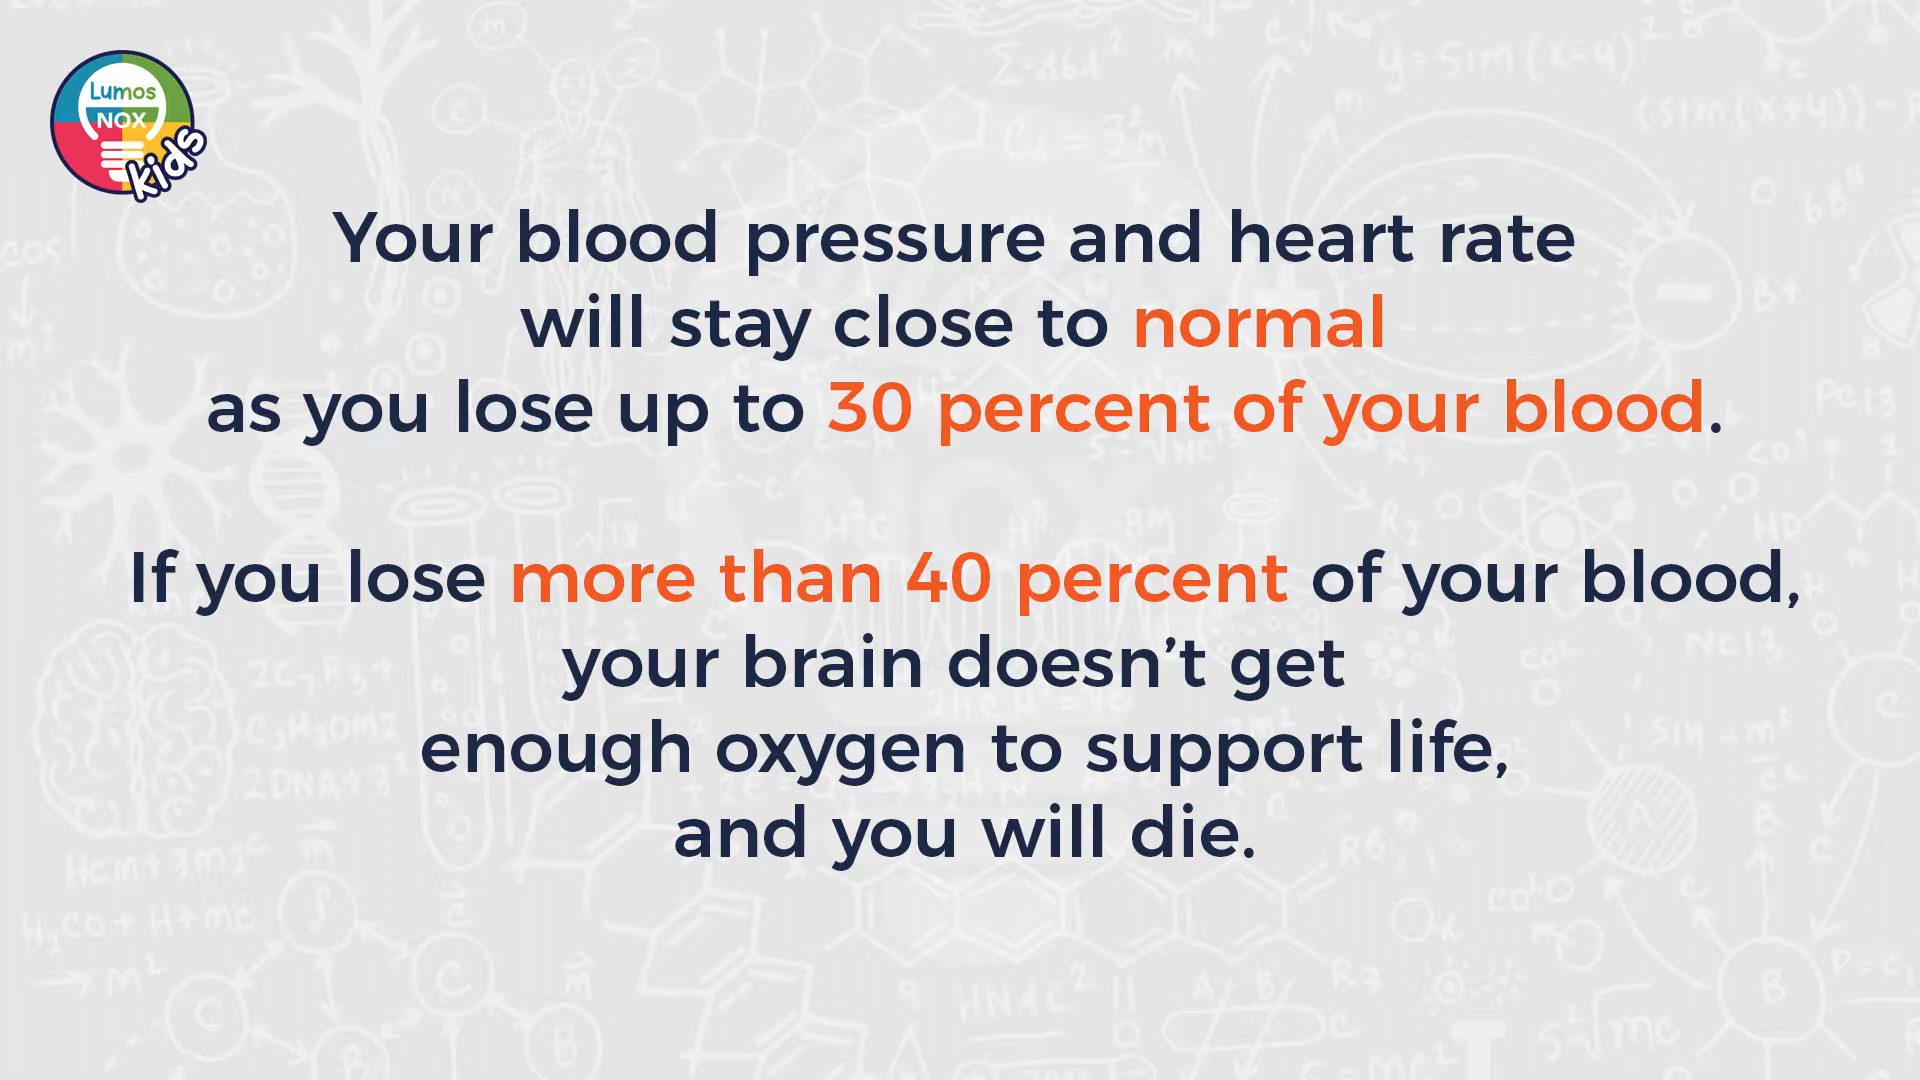 Lumos
NOX
kids
Your blood pressure and heart rate
will stay close to normal
as you lose up to 30 percent of your blood.
If you lose more than 40 percent of your blood,
your brain doesn’t get
enough oxygen to support life,
and you will die.